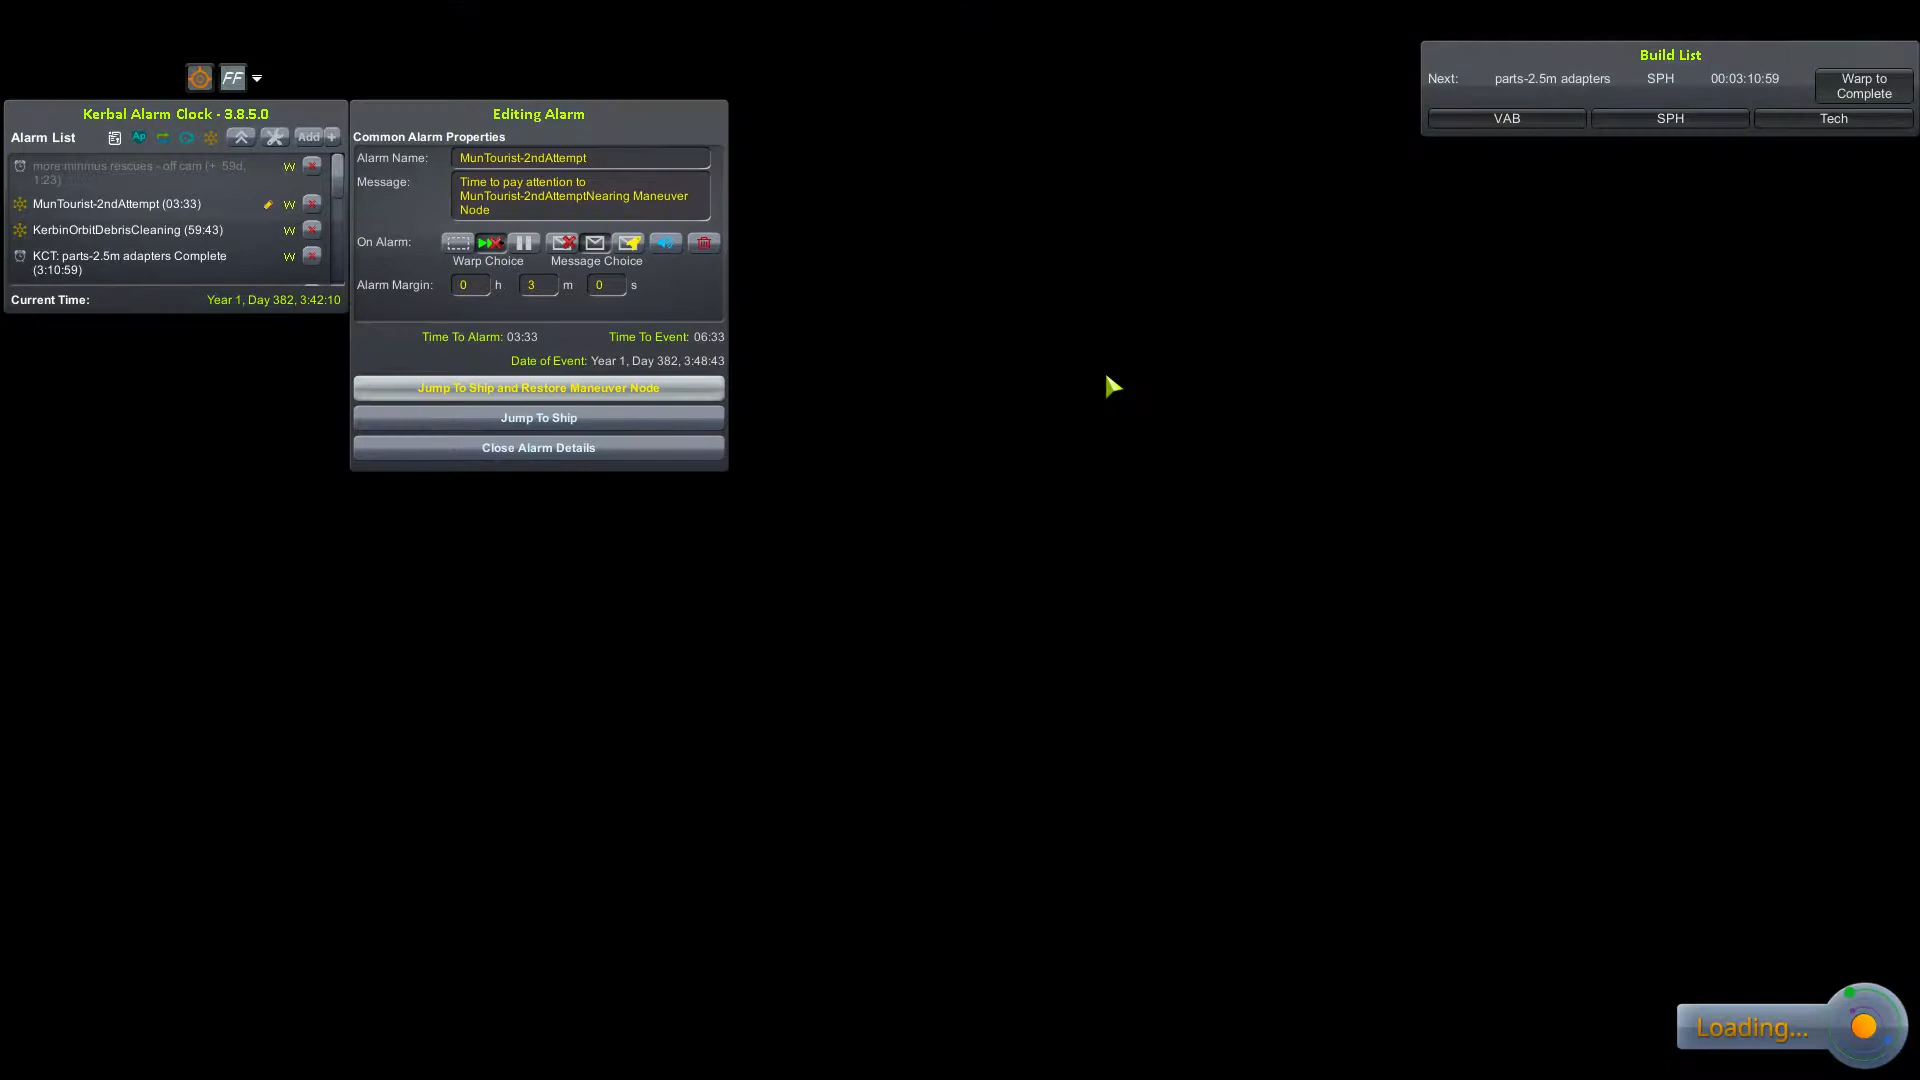 FF
Kerbal Alarm Clock - 3.8.5.0
Alarm List
Ap
Add +
more minmus rescues - off cam (+ 59d,
1:23)
W
MunTourist-2ndAttempt (03:33)
W
KerbinOrbitDebrisCleaning (59:43)
W
KCT: parts-2.5m adapters Complete
(3:10:59)
W
Current Time:
Year 1, Day 382, 3:42:10
Editing Alarm
Common Alarm Properties
Alarm Name:
MunTourist-2ndAttempt
Message:
Time to pay attention to
MunTourist-2ndAttemptNearing Maneuver
Node
On Alarm:
Warp Choice
Message Choice
Alarm Margin:
0 h 3 m 0 s
Time To Alarm: 03:33
Time To Event: 06:33
Date of Event: Year 1, Day 382, 3:48:43
Jump To Ship and Restore Maneuver Node
Jump To Ship
Close Alarm Details
Build List
Next: parts-2.5m adapters SPH 00:03:10:59
Warp to
Complete
VAB SPH Tech
Loading...